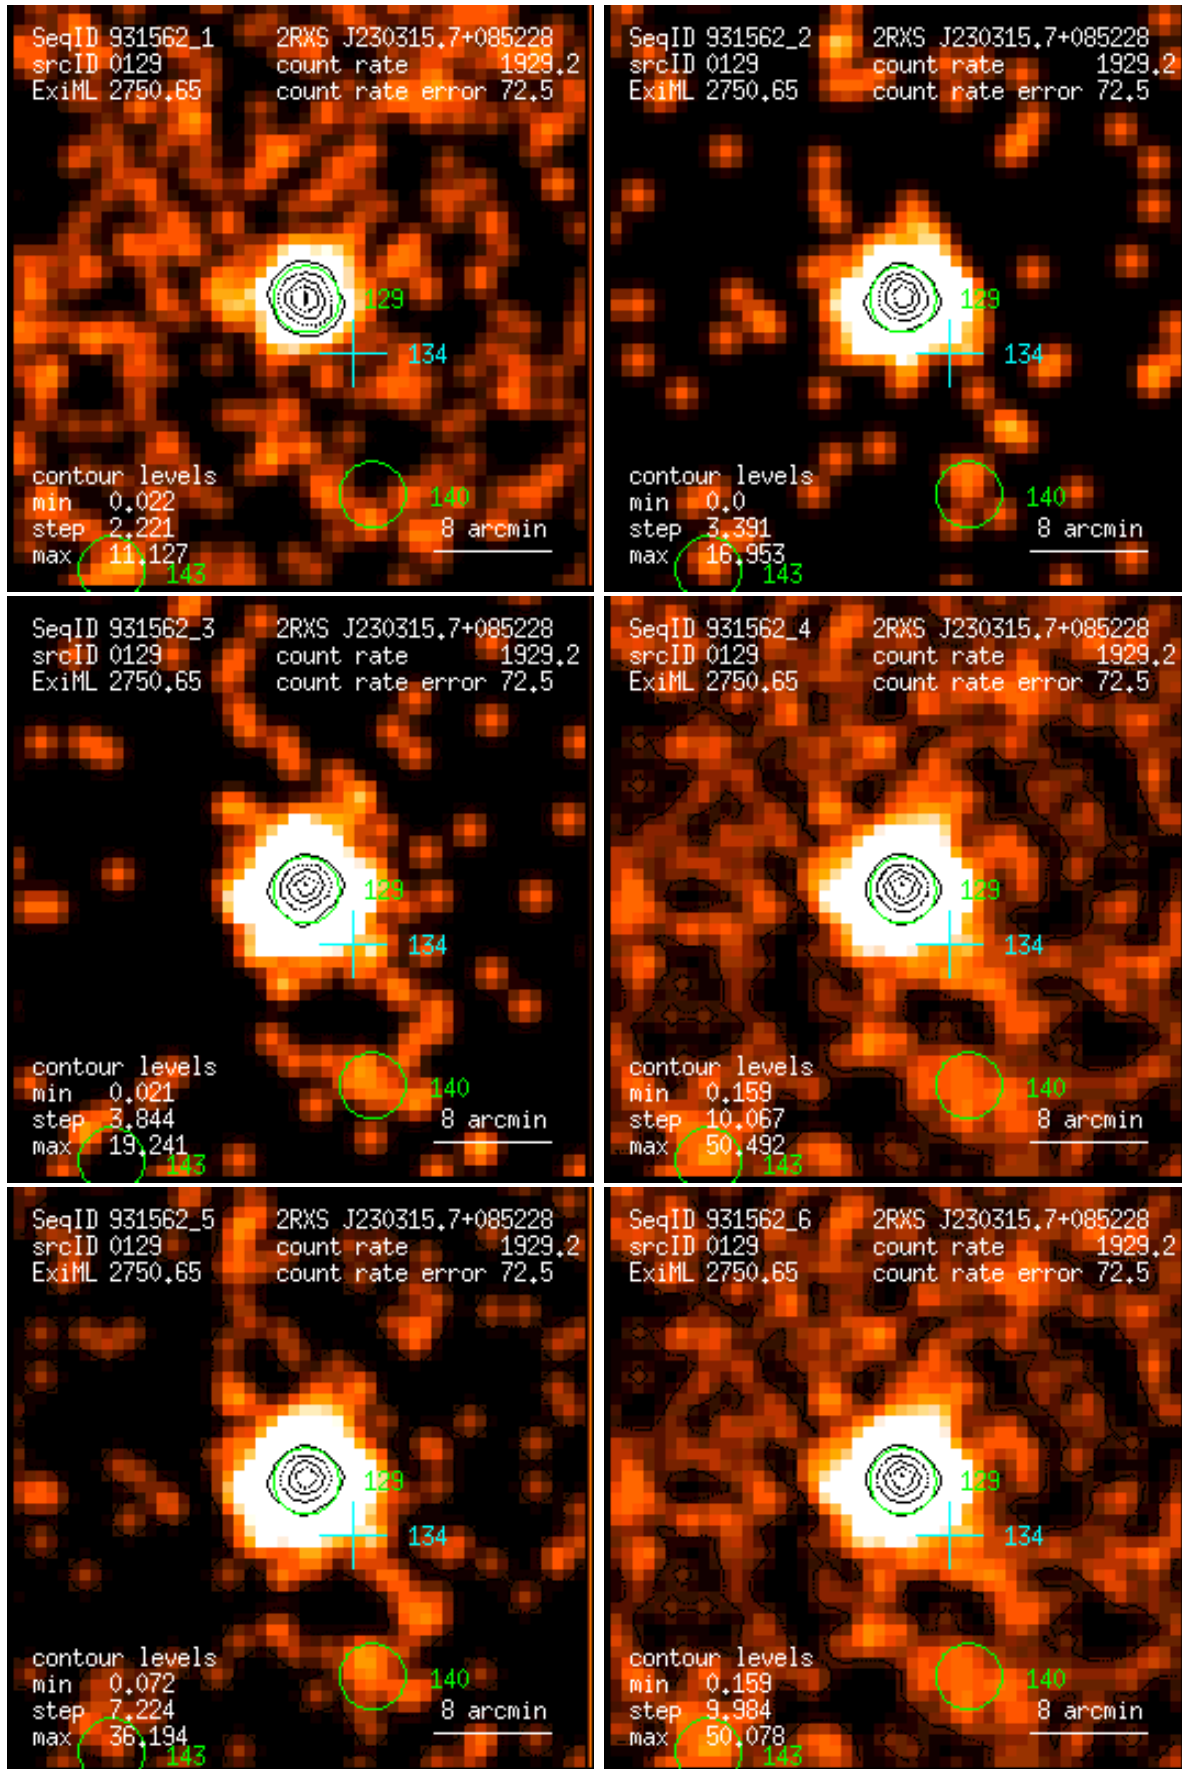 SeqID 931562_1 2RXS J230315.7+085228
srcID 0129 count rate 1929.2
ExiML 2750.65 count rate error 72.5
129
134
contour levels
min 0.022
140
step 2.221
8 arcmin
max 11.127
143
SeqID 931562_2 2RXS J230315.7+085228
srcID 0129 count rate 1929.2
ExiML 2750.65 count rate error 72.5
129
134
contour levels
min 0.0
140
step 3.391
8 arcmin
max 16.953
143
SeqID 931562_3 2RXS J230315.7+085228
srcID 0129 count rate 1929.2
ExiML 2750.65 count rate error 72.5
129
134
contour levels
min 0.021
140
step 3.844
8 arcmin
max 19.241
143
SeqID 931562_4 2RXS J230315.7+085228
srcID 0129 count rate 1929.2
ExiML 2750.65 count rate error 72.5
129
134
contour levels
min 0.159
140
step 10.067
8 arcmin
max 50.492
143
SeqID 931562_5 2RXS J230315.7+085228
srcID 0129 count rate 1929.2
ExiML 2750.65 count rate error 72.5
129
134
contour levels
min 0.072
140
step 7.224
8 arcmin
max 36.194
143
SeqID 931562_6 2RXS J230315.7+085228
srcID 0129 count rate 1929.2
ExiML 2750.65 count rate error 72.5
129
134
contour levels
min 0.159
140
step 9.984
8 arcmin
max 50.078
143